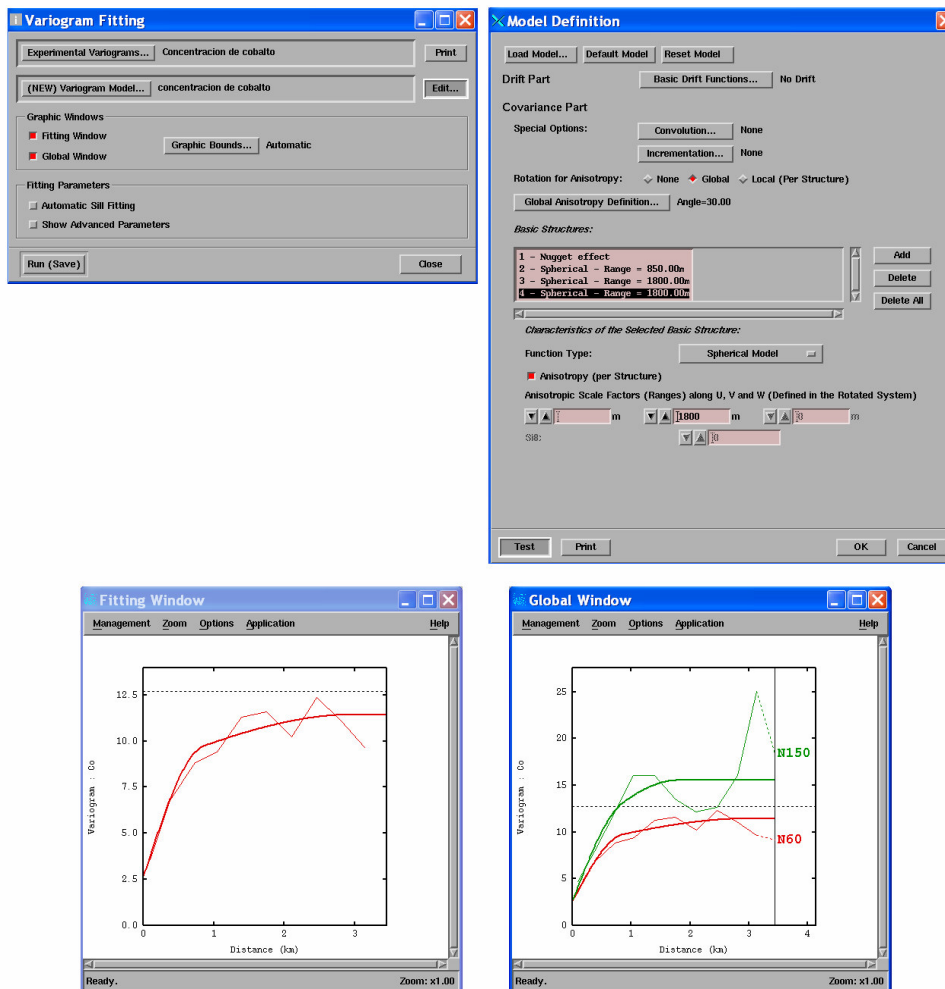 Variogram Fitting
Experimental Variograms... Concentracion de cobalto Print
(NEW) Variogram Model... concentracion de cobalto Edit...
Graphic Windows
Fitting Window
Global Window
Graphic Bounds... Automatic
Fitting Parameters
Automatic Sill Fitting
Show Advanced Parameters
Run (Save) Close
Model Definition
Load Model... Default Model Reset Model
Drift Part Basic Drift Functions... No Drift
Covariance Part
Special Options: Convolution... None
Incrementation... None
Rotation for Anisotropy: None Global Local (Per Structure)
Global Anisotropy Definition... Angle=30.00
Basic Structures:
1 - Nugget effect
2 - Spherical - Range = 850.00m
3 - Spherical - Range = 1800.00m
4 - Spherical - Range = 1800.00m
Add
Delete
Delete All
Characteristics of the Selected Basic Structure:
Function Type: Spherical Model
Anisotropy (per Structure)
Anisotropic Scale Factors (Ranges) along U, V and W (Defined in the Rotated System)
m 1800 m 0 m
Sill: 0
Test Print OK Cancel
Fitting Window
Management Zoom Options Application Help
12.5
10.0
7.5
5.0
2.5
0.0
Variogram : Co
0 1 2 3
Distance (km)
Ready. Zoom: x1.00
Global Window
Management Zoom Options Application Help
25
20
15
10
5
0
Variogram : Co
N150
N60
0 1 2 3 4
Distance (km)
Ready. Zoom: x1.00